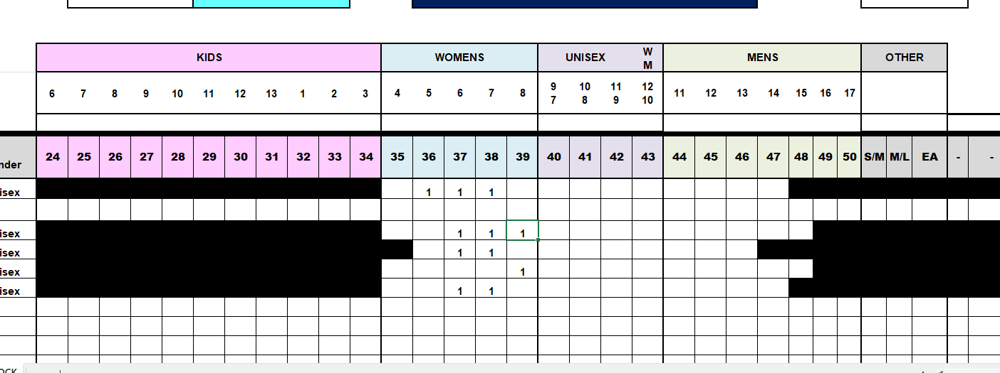 KIDS WOMENS UNISEX W M MENS OTHER
6 7 8 9 10 11 12 13 1 2 3 4 5 6 7 8 9 10 11 12 11 12 13 14 15 16 17
7 8 9 10
nder 24 25 26 27 28 29 30 31 32 33 34 35 36 37 38 39 40 41 42 43 44 45 46 47 48 49 50 S/M M/L EA - -
isex 1 1 1
isex 1 1 1
isex 1 1
isex 1
isex 1 1
OCK